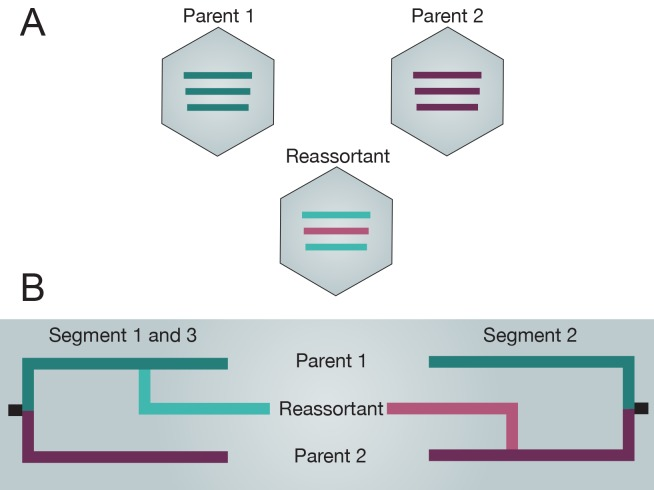 A
Parent 1
Parent 2
Reassortant
B
Segment 1 and 3
Segment 2
Parent 1
Reassortant
Parent 2